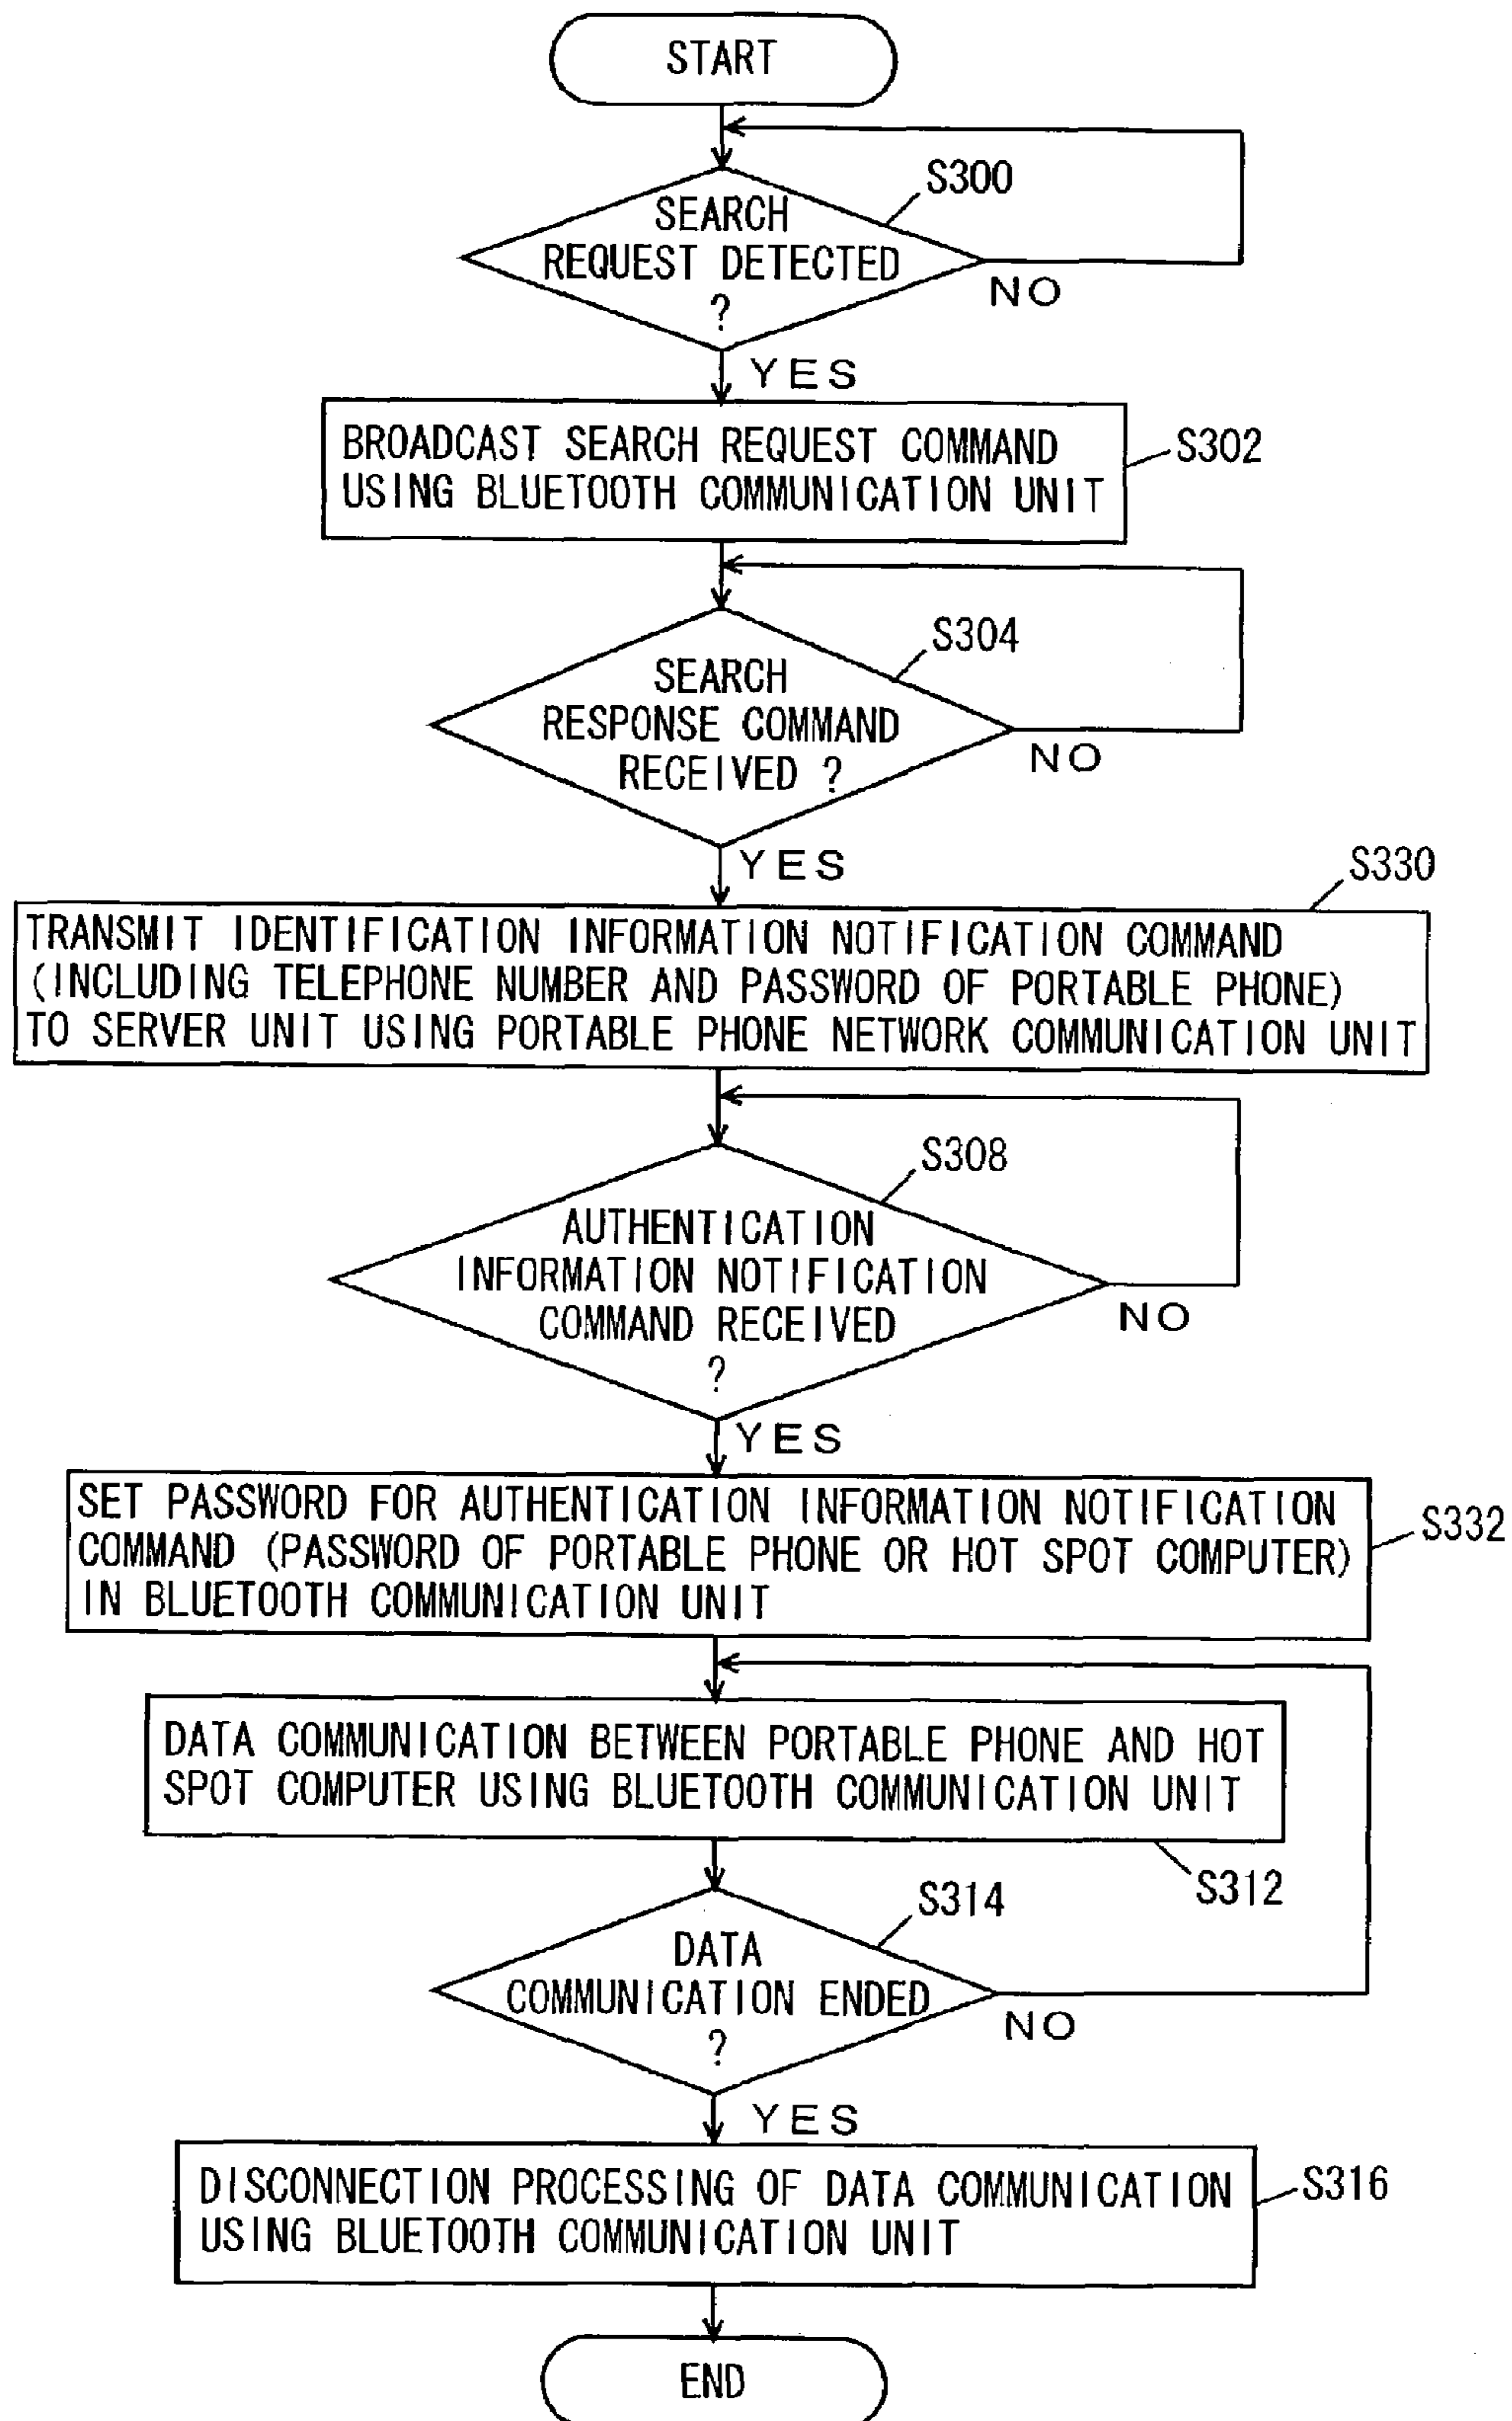 START
S300
SEARCH
REQUEST DETECTED
?
NO
YES
BROADCAST SEARCH REQUEST COMMAND
USING BLUETOOTH COMMUNICATION UNIT
S302
S304
SEARCH
RESPONSE COMMAND
RECEIVED ?
NO
YES
S330
TRANSMIT IDENTIFICATION INFORMATION NOTIFICATION COMMAND
(INCLUDING TELEPHONE NUMBER AND PASSWORD OF PORTABLE PHONE)
TO SERVER UNIT USING PORTABLE PHONE NETWORK COMMUNICATION UNIT
S308
AUTHENTICATION
INFORMATION NOTIFICATION
COMMAND RECEIVED
?
NO
YES
SET PASSWORD FOR AUTHENTICATION INFORMATION NOTIFICATION
COMMAND (PASSWORD OF PORTABLE PHONE OR HOT SPOT COMPUTER)
IN BLUETOOTH COMMUNICATION UNIT
S332
DATA COMMUNICATION BETWEEN PORTABLE PHONE AND HOT
SPOT COMPUTER USING BLUETOOTH COMMUNICATION UNIT
S312
S314
DATA
COMMUNICATION ENDED
?
NO
YES
DISCONNECTION PROCESSING OF DATA COMMUNICATION
USING BLUETOOTH COMMUNICATION UNIT
S316
END